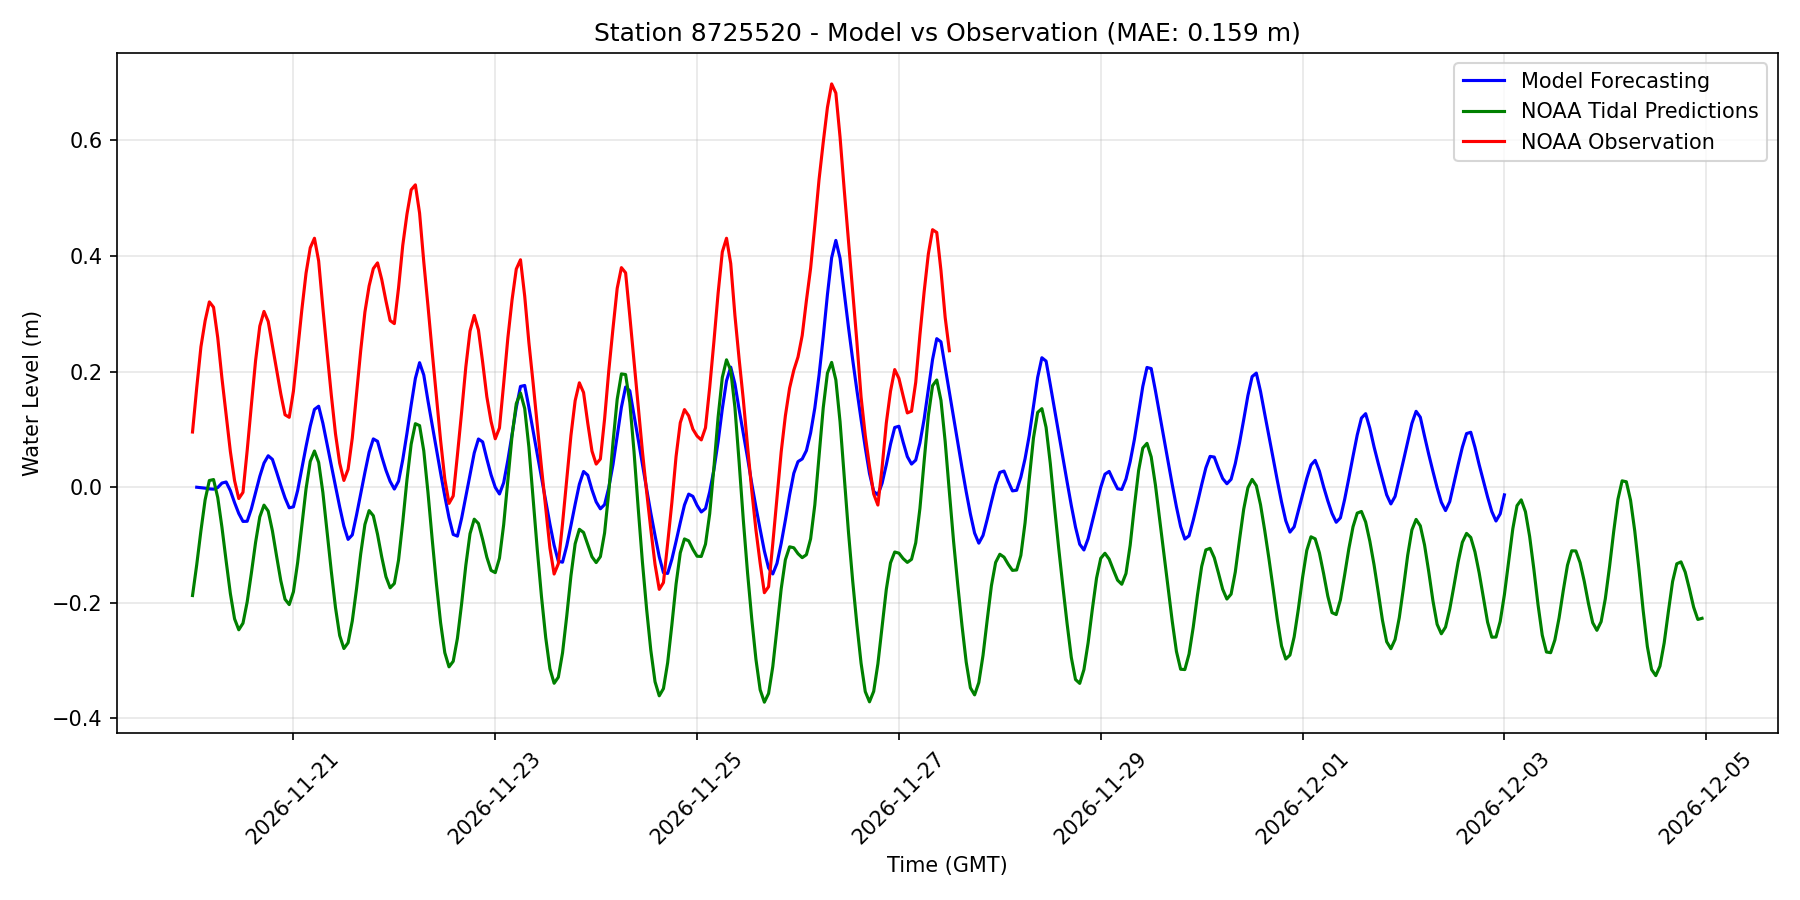 Station 8725520 - Model vs Observation (MAE: 0.159 m)
Model Forecasting
NOAA Tidal Predictions
NOAA Observation
Water Level (m)
0.6
0.4
0.2
0.0
−0.2
−0.4
2026-11-21
2026-11-23
2026-11-25
2026-11-27
2026-11-29
2026-12-01
2026-12-03
2026-12-05
Time (GMT)